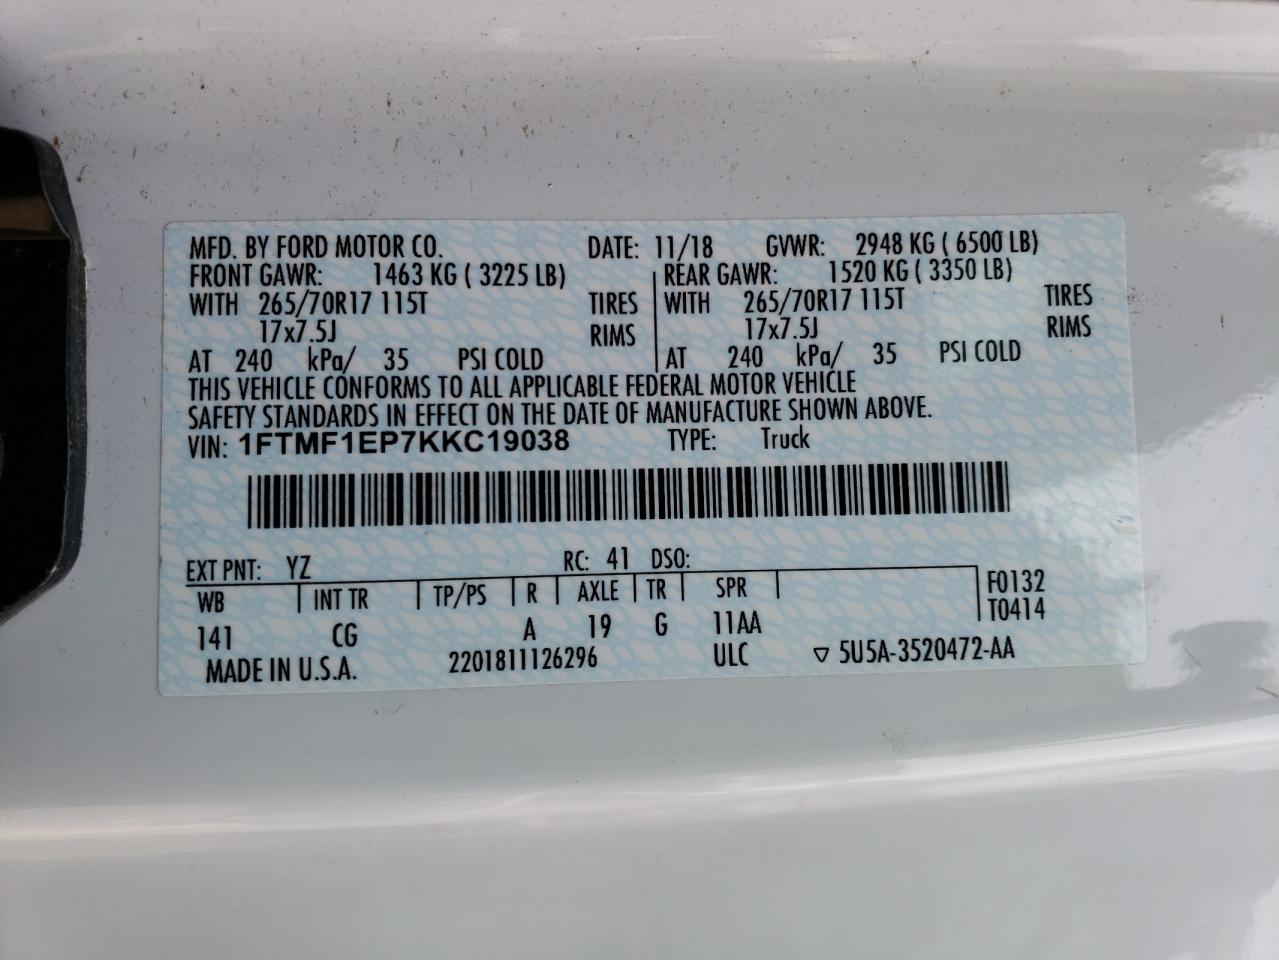 MFD. BY FORD MOTOR CO. DATE: 11/18 GVWR: 2948 KG ( 6500 LB)
FRONT GAWR: 1463 KG ( 3225 LB) REAR GAWR: 1520 KG ( 3350 LB)
WITH 265/70R17 115T TIRES WITH 265/70R17 115T TIRES
17x7.5J RIMS 17x7.5J RIMS
AT 240 kPa/ 35 PSI COLD AT 240 kPa/ 35 PSI COLD
THIS VEHICLE CONFORMS TO ALL APPLICABLE FEDERAL MOTOR VEHICLE
SAFETY STANDARDS IN EFFECT ON THE DATE OF MANUFACTURE SHOWN ABOVE.
VIN: 1FTMF1EP7KKC19038 TYPE: Truck
EXT PNT: YZ RC: 41 DSO:
WB INT TR TP/PS R AXLE TR SPR F0132
141 CG A 19 G 11AA T0414
MADE IN U.S.A. 2201811126296 ULC ▽ 5U5A-3520472-AA